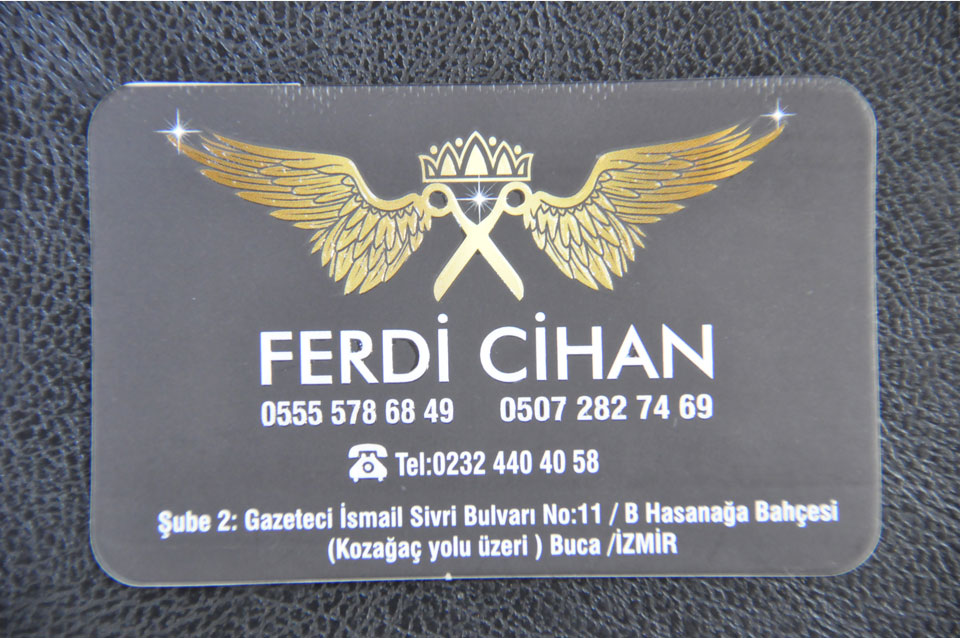 FERDİ CİHAN
0555 578 68 49 0507 282 74 69
Tel:0232 440 40 58
Şube 2: Gazeteci İsmail Sivri Bulvarı No:11 / B Hasanağa Bahçesi
(Kozağaç yolu üzeri ) Buca /İZMİR